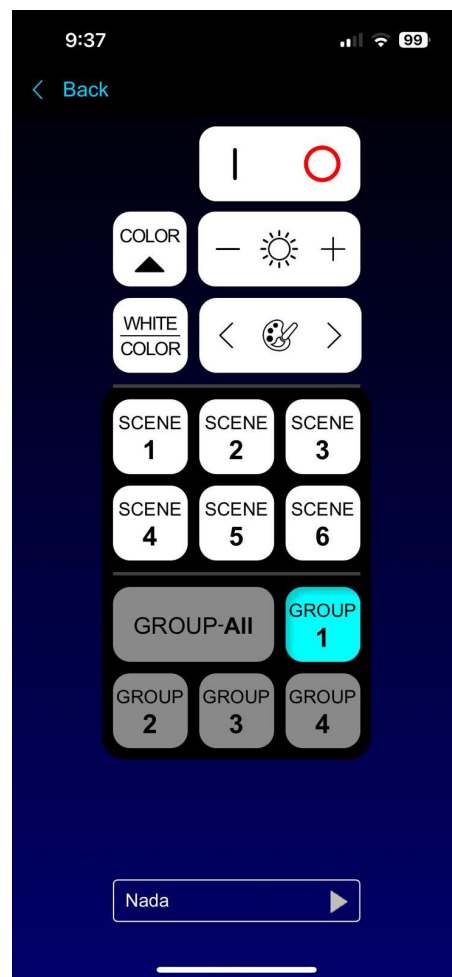 9:37
99
Back
COLOR
WHITE
COLOR
SCENE
1
SCENE
2
SCENE
3
SCENE
4
SCENE
5
SCENE
6
GROUP-All
GROUP
1
GROUP
2
GROUP
3
GROUP
4
Nada